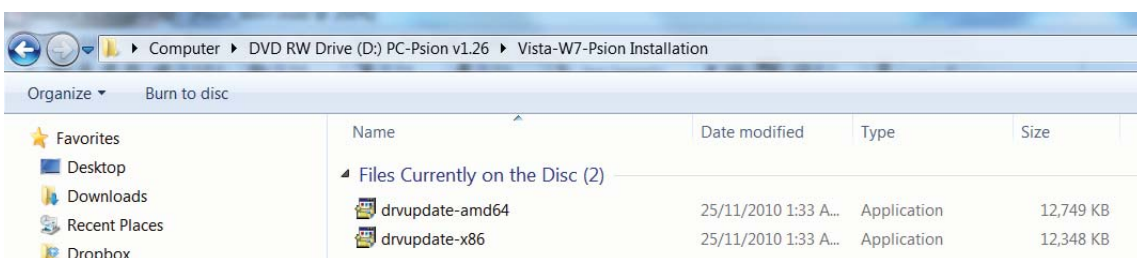 Computer DVD RW Drive (D:) PC-Psion v1.26 Vista-W7-Psion Installation
Organize Burn to disc
Favorites
Desktop
Downloads
Recent Places
Dropbox
Name Date modified Type Size
Files Currently on the Disc (2)
drvupdate-amd64 25/11/2010 1:33 A... Application 12,749 KB
drvupdate-x86 25/11/2010 1:33 A... Application 12,348 KB